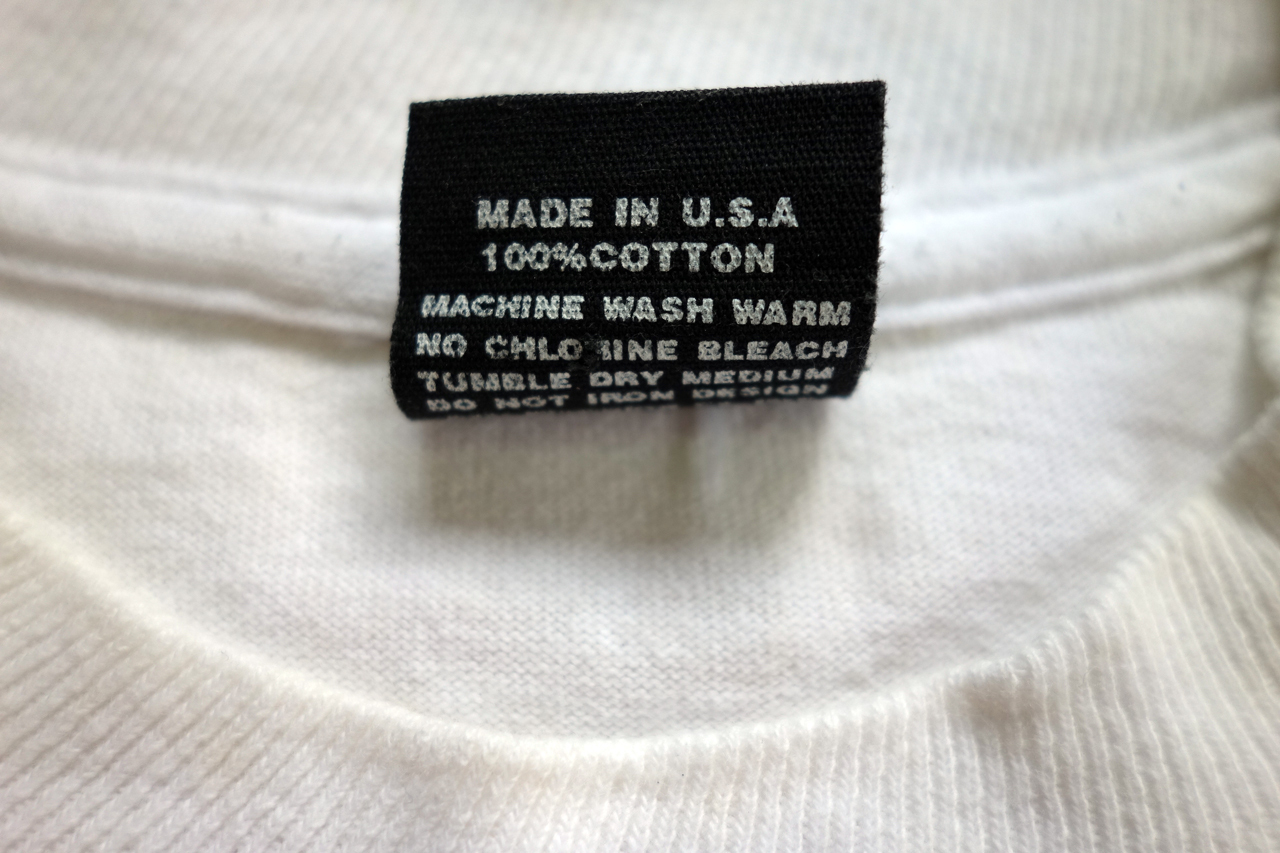 MADE IN U.S.A
100%COTTON
MACHINE WASH WARM
NO CHLORINE BLEACH
TUMBLE DRY MEDIUM
DO NOT IRON DESIGN